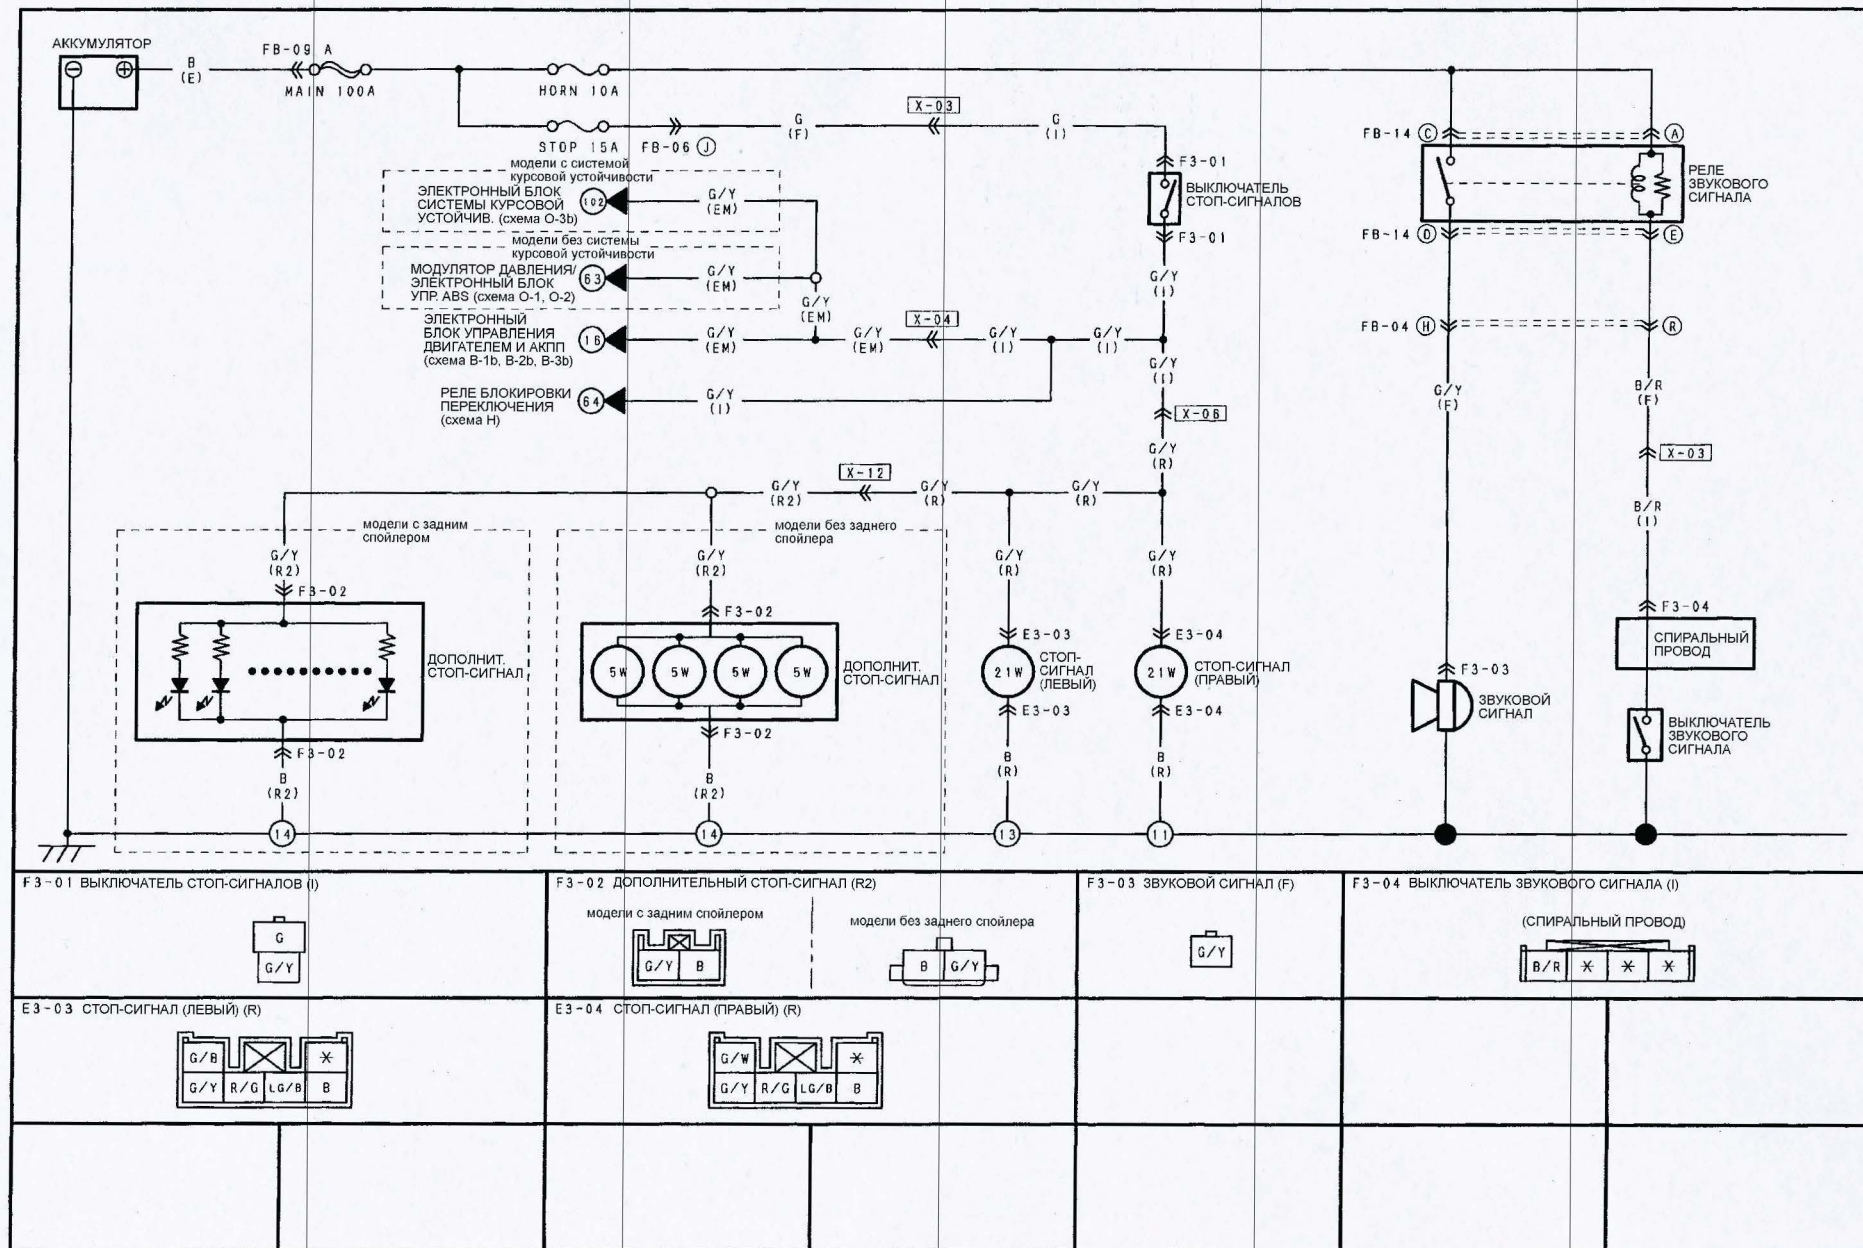 АККУМУЛЯТОР
B
(E)
FB-09 A
MAIN 100A
HORN 10A
STOP 15A
FB-06 J
G
(F)
X-03
G
(I)
F3-01
ВЫКЛЮЧАТЕЛЬ
СТОП-СИГНАЛОВ
F3-01
G/Y
(I)
FB-14 C
A
РЕЛЕ
ЗВУКОВОГО
СИГНАЛА
FB-14 D
E
FB-04 H
R
модели с системой
курсовой устойчивости
ЭЛЕКТРОННЫЙ БЛОК
СИСТЕМЫ КУРСОВОЙ
УСТОЙЧИВ. (схема O-3b)
102
G/Y
(EM)
модели без системы
курсовой устойчивости
МОДУЛЯТОР ДАВЛЕНИЯ/
ЭЛЕКТРОННЫЙ БЛОК
УПР. ABS (схема O-1, O-2)
63
G/Y
(EM)
G/Y
(EM)
ЭЛЕКТРОННЫЙ
БЛОК УПРАВЛЕНИЯ
ДВИГАТЕЛЕМ И АКПП
(схема B-1b, B-2b, B-3b)
16
G/Y
(EM)
G/Y
(EM)
X-04
G/Y
(I)
G/Y
(I)
G/Y
(I)
РЕЛЕ БЛОКИРОВКИ
ПЕРЕКЛЮЧЕНИЯ
(схема H)
64
G/Y
(I)
X-06
G/Y
(R)
G/Y
(F)
B/R
(F)
X-03
B/R
(I)
F3-04
СПИРАЛЬНЫЙ
ПРОВОД
X-12
G/Y
(R2)
G/Y
(R)
G/Y
(R)
модели с задним
спойлером
G/Y
(R2)
F3-02
ДОПОЛНИТ.
СТОП-СИГНАЛ
F3-02
B
(R2)
14
модели без заднего
спойлера
G/Y
(R2)
F3-02
5W
5W
5W
5W
ДОПОЛНИТ.
СТОП-СИГНАЛ
F3-02
B
(R2)
14
G/Y
(R)
E3-03
21W
СТОП-
СИГНАЛ
(ЛЕВЫЙ)
E3-03
B
(R)
13
G/Y
(R)
E3-04
21W
СТОП-СИГНАЛ
(ПРАВЫЙ)
E3-04
B
(R)
11
F3-03
ЗВУКОВОЙ
СИГНАЛ
ВЫКЛЮЧАТЕЛЬ
ЗВУКОВОГО
СИГНАЛА
F3-01 ВЫКЛЮЧАТЕЛЬ СТОП-СИГНАЛОВ (I)
G
G/Y
F3-02 ДОПОЛНИТЕЛЬНЫЙ СТОП-СИГНАЛ (R2)
модели с задним спойлером
G/Y B
модели без заднего спойлера
B G/Y
F3-03 ЗВУКОВОЙ СИГНАЛ (F)
G/Y
F3-04 ВЫКЛЮЧАТЕЛЬ ЗВУКОВОГО СИГНАЛА (I)
(СПИРАЛЬНЫЙ ПРОВОД)
B/R * * *
E3-03 СТОП-СИГНАЛ (ЛЕВЫЙ) (R)
G/B *
G/Y R/G LG/B B
E3-04 СТОП-СИГНАЛ (ПРАВЫЙ) (R)
G/W *
G/Y R/G LG/B B